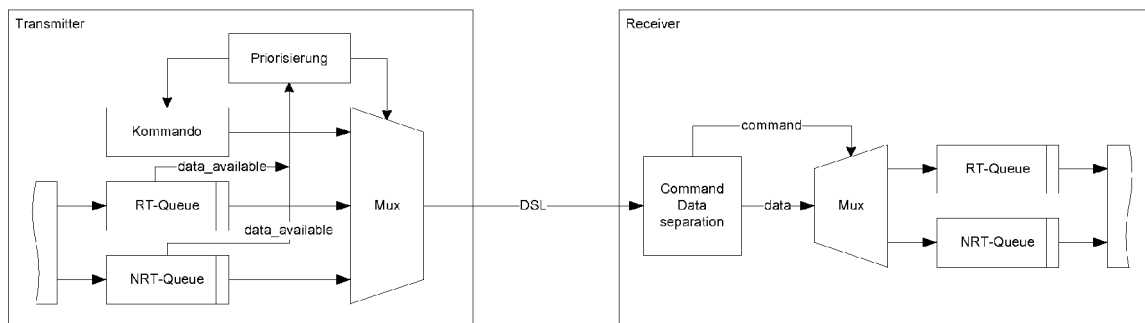 Transmitter
Priorisierung
Kommando
data_available
RT-Queue
data_available
NRT-Queue
Mux
DSL
Receiver
command
Command
Data
separation
data
Mux
RT-Queue
NRT-Queue